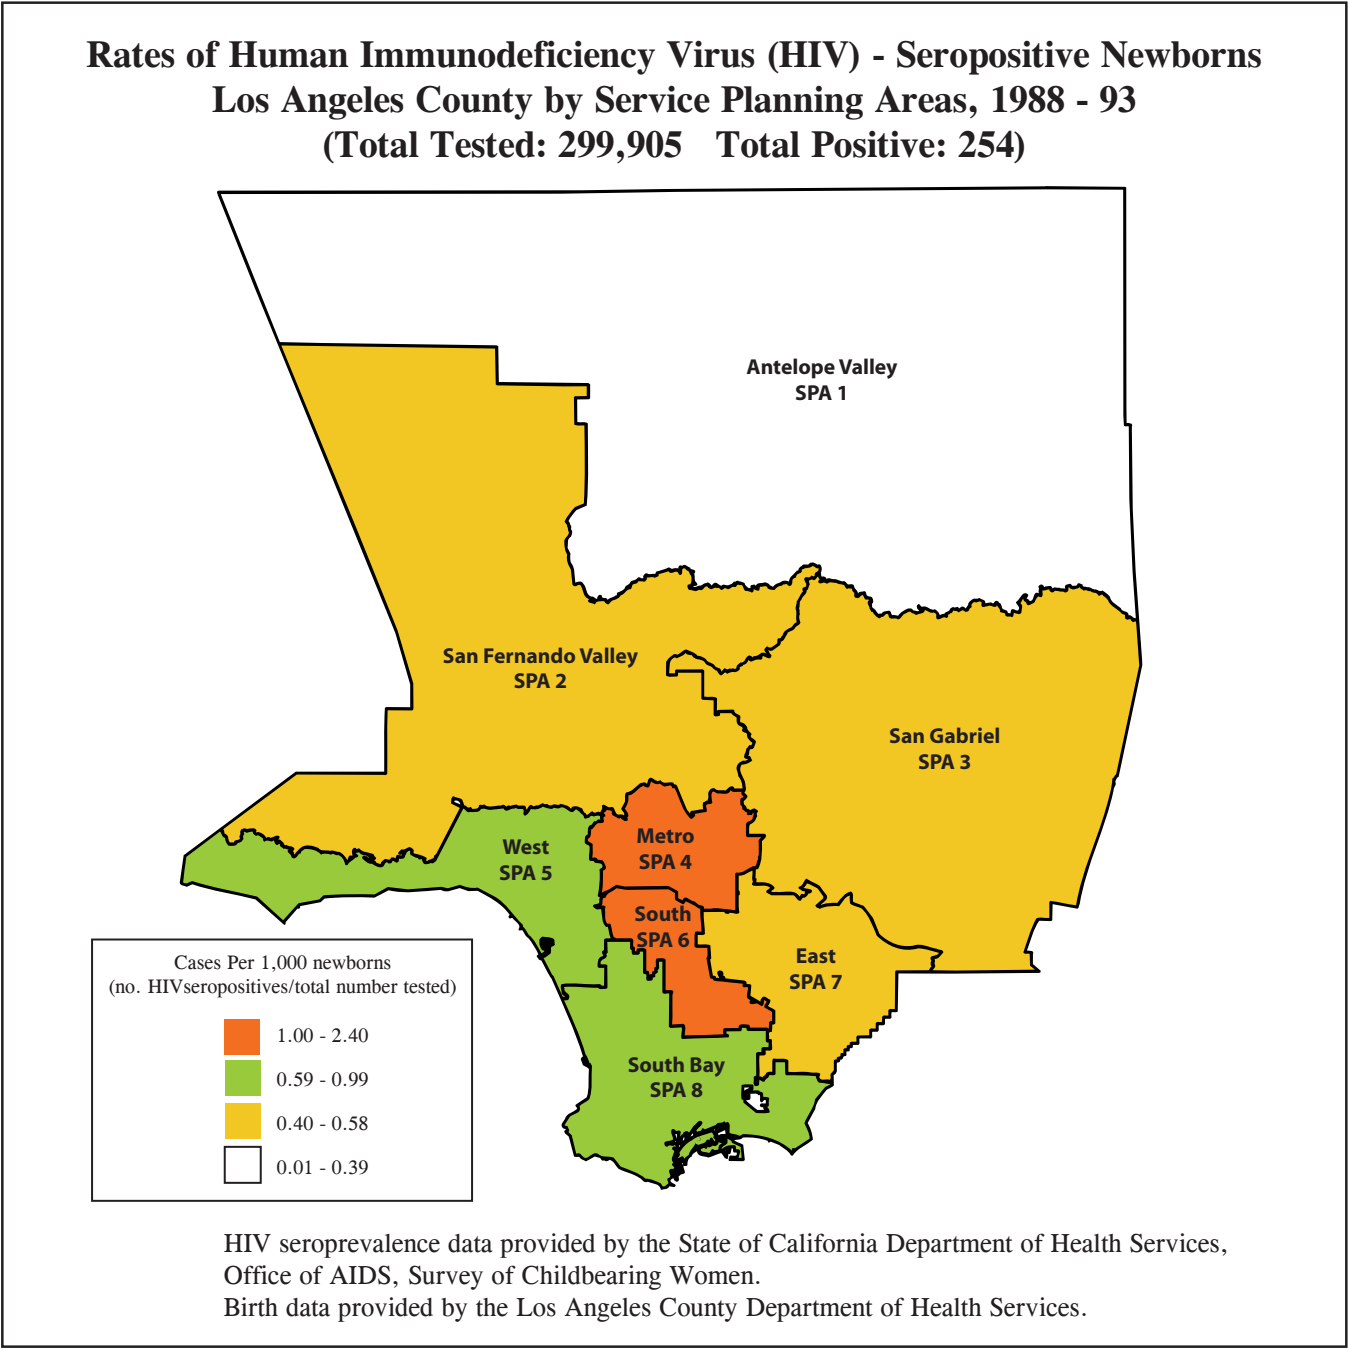 Rates of Human Immunodeficiency Virus (HIV) - Seropositive Newborns
Los Angeles County by Service Planning Areas, 1988 - 93
(Total Tested: 299,905 Total Positive: 254)
Antelope Valley
SPA 1
San Fernando Valley
SPA 2
San Gabriel
SPA 3
Metro
SPA 4
West
SPA 5
South
SPA 6
East
SPA 7
South Bay
SPA 8
Cases Per 1,000 newborns
(no. HIVseropositives/total number tested)
1.00 - 2.40
0.59 - 0.99
0.40 - 0.58
0.01 - 0.39
HIV seroprevalence data provided by the State of California Department of Health Services,
Office of AIDS, Survey of Childbearing Women.
Birth data provided by the Los Angeles County Department of Health Services.